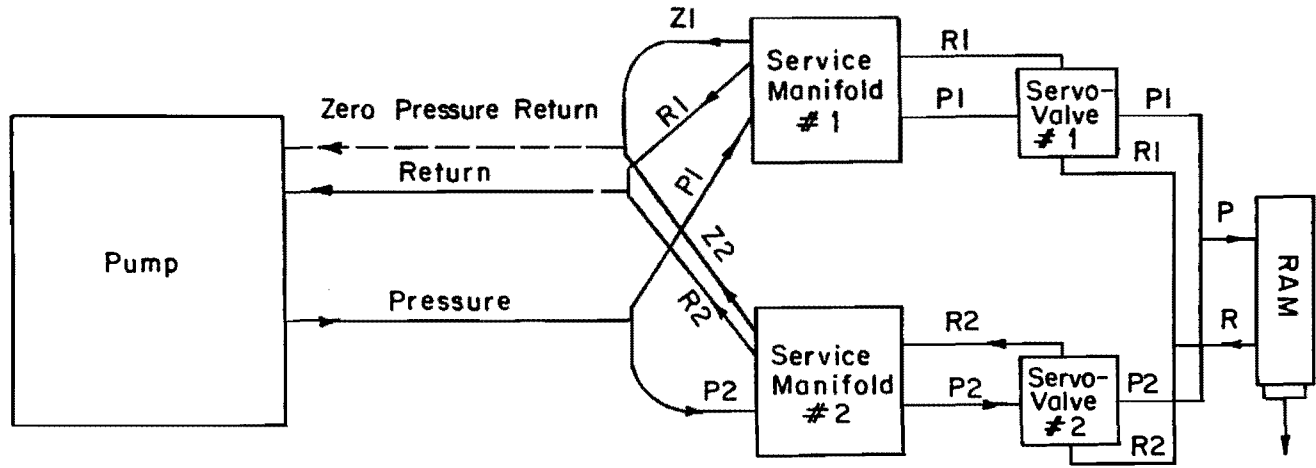 Z1
Service
Manifold
# 1
R1
P1
Servo-
Valve
# 1
P1
R1
Zero Pressure Return
R1
Return
P1
Pump
Z2
P
RAM
Pressure
R2
R
Service
Manifold
#2
R2
P2
P2
Servo-
Valve
#2
P2
R2